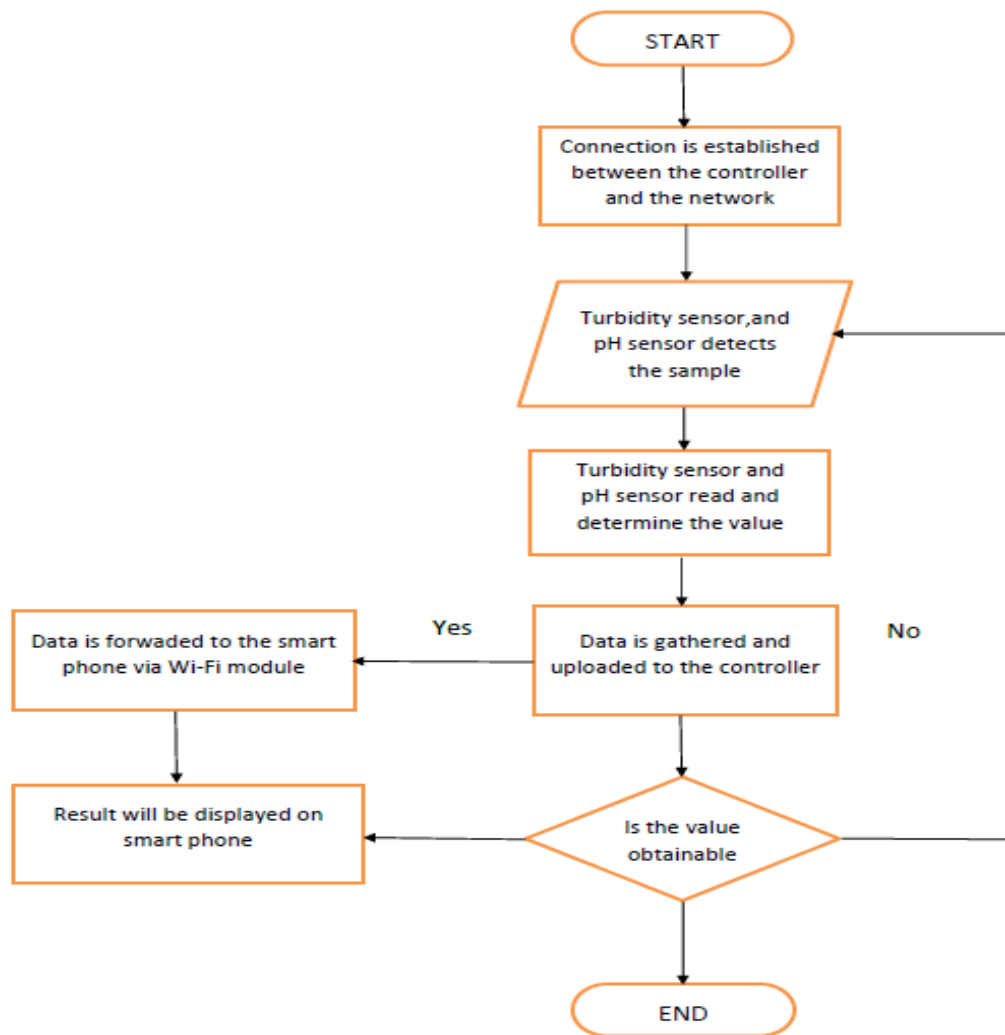 START
Connection is established
between the controller
and the network
Turbidity sensor,and
pH sensor detects
the sample
Turbidity sensor and
pH sensor read and
determine the value
Yes
No
Data is forwaded to the smart
phone via Wi-Fi module
Data is gathered and
uploaded to the controller
Result will be displayed on
smart phone
Is the value
obtainable
END